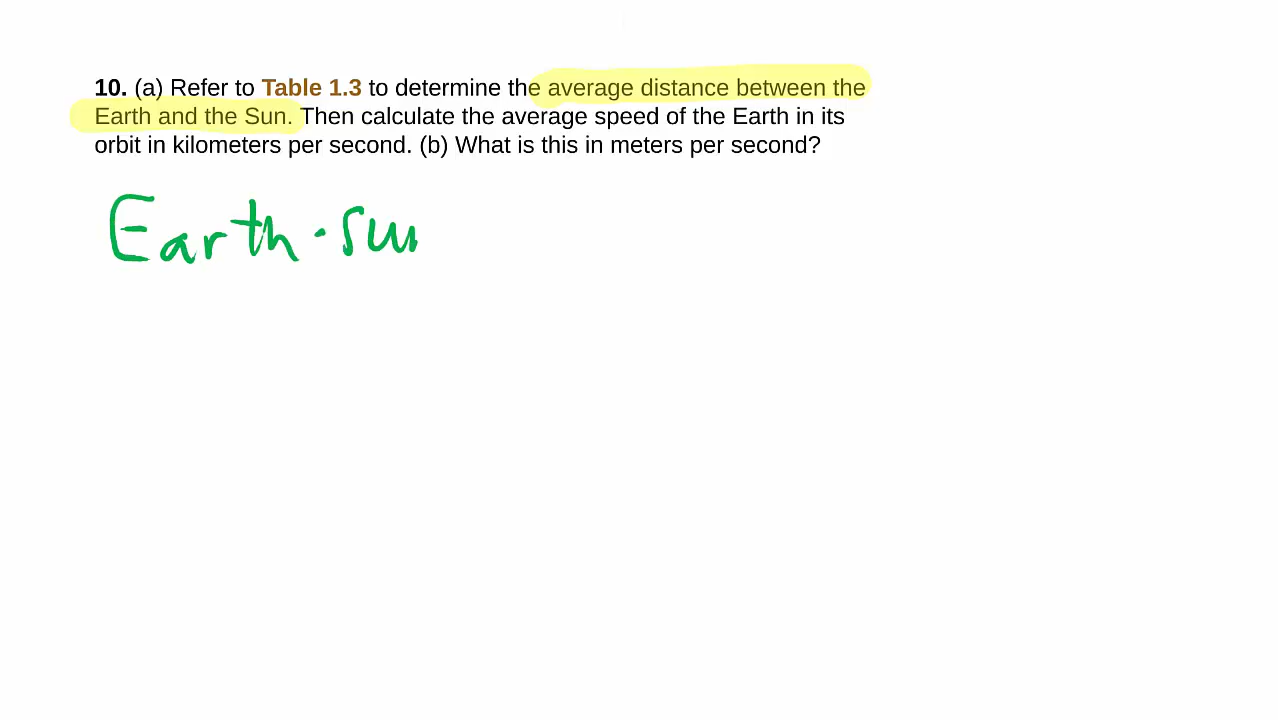 10. (a) Refer to Table 1.3 to determine the average distance between the
Earth and the Sun. Then calculate the average speed of the Earth in its
orbit in kilometers per second. (b) What is this in meters per second?
Earth · sun